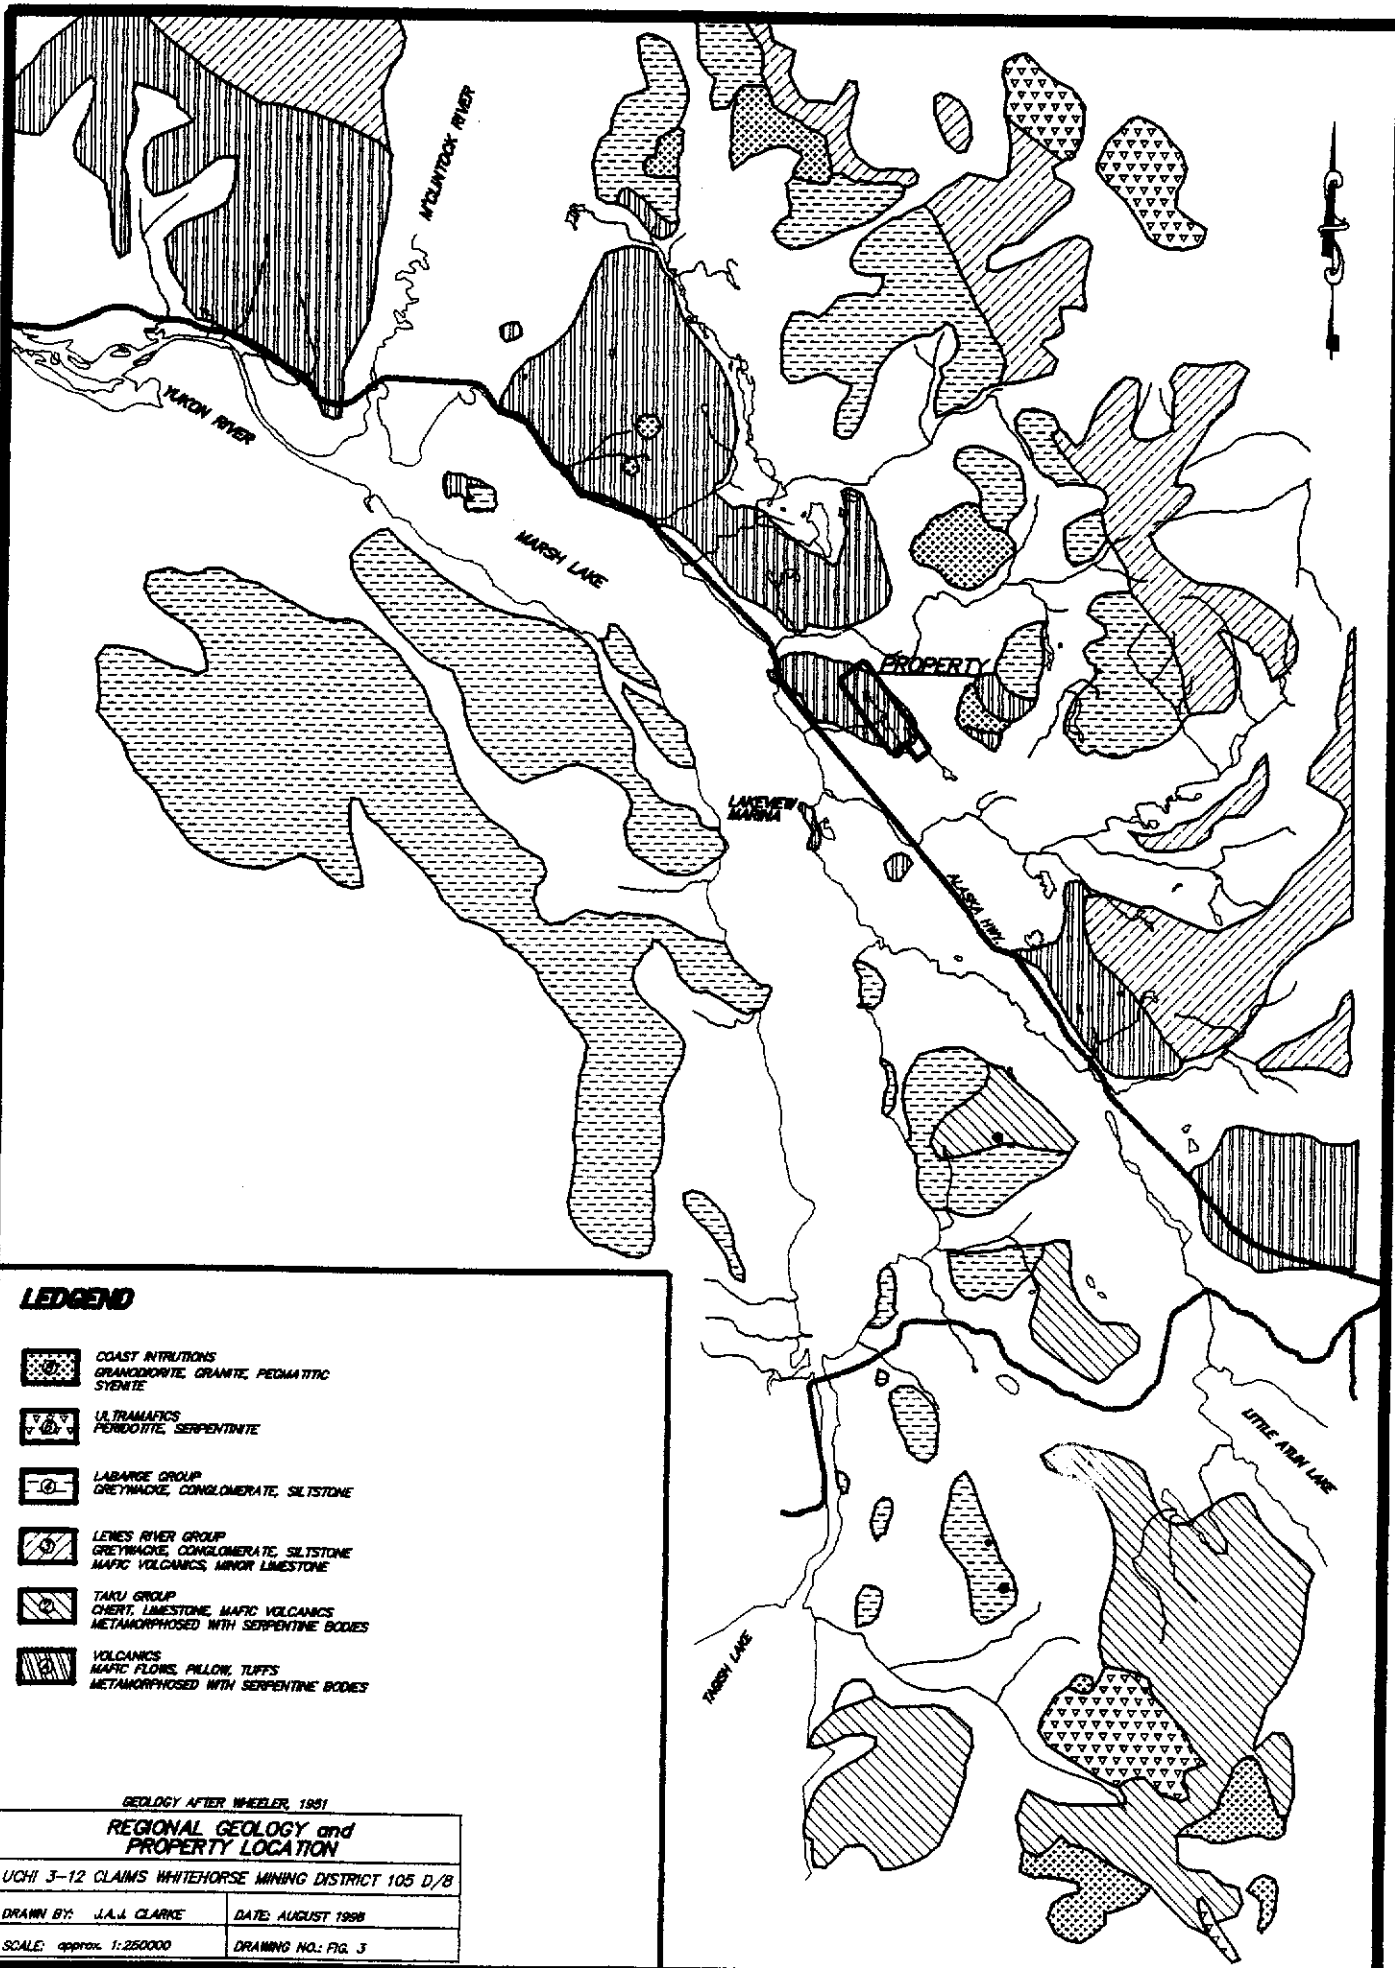 M'CLINTOCK RIVER
YUKON RIVER
MARSH LAKE
PROPERTY
LAKEVIEW
MARINA
ALASKA HWY.
LITTLE ATLIN LAKE
TAGISH LAKE
LEDGEND
COAST INTRUTIONS
GRANODIORITE, GRANITE, PEGMATITIC
SYENITE
ULTRAMAFICS
PERIDOTITE, SERPENTINITE
4
LABARGE GROUP
GREYWACKE, CONGLOMERATE, SILTSTONE
3
LEWES RIVER GROUP
GREYWACKE, CONGLOMERATE, SILTSTONE
MAFIC VOLCANICS, MINOR LIMESTONE
2
TAKU GROUP
CHERT, LIMESTONE, MAFIC VOLCANICS
METAMORPHOSED WITH SERPENTINE BODIES
VOLCANICS
MAFIC FLOWS, PILLOW, TUFFS
METAMORPHOSED WITH SERPENTINE BODIES
GEOLOGY AFTER WHEELER, 1981
REGIONAL GEOLOGY and
PROPERTY LOCATION
UCHI 3-12 CLAIMS WHITEHORSE MINING DISTRICT 105 D/8
DRAWN BY: J.A.J. CLARKE
DATE: AUGUST 1998
SCALE: approx. 1:250000
DRAWING NO.: FIG. 3